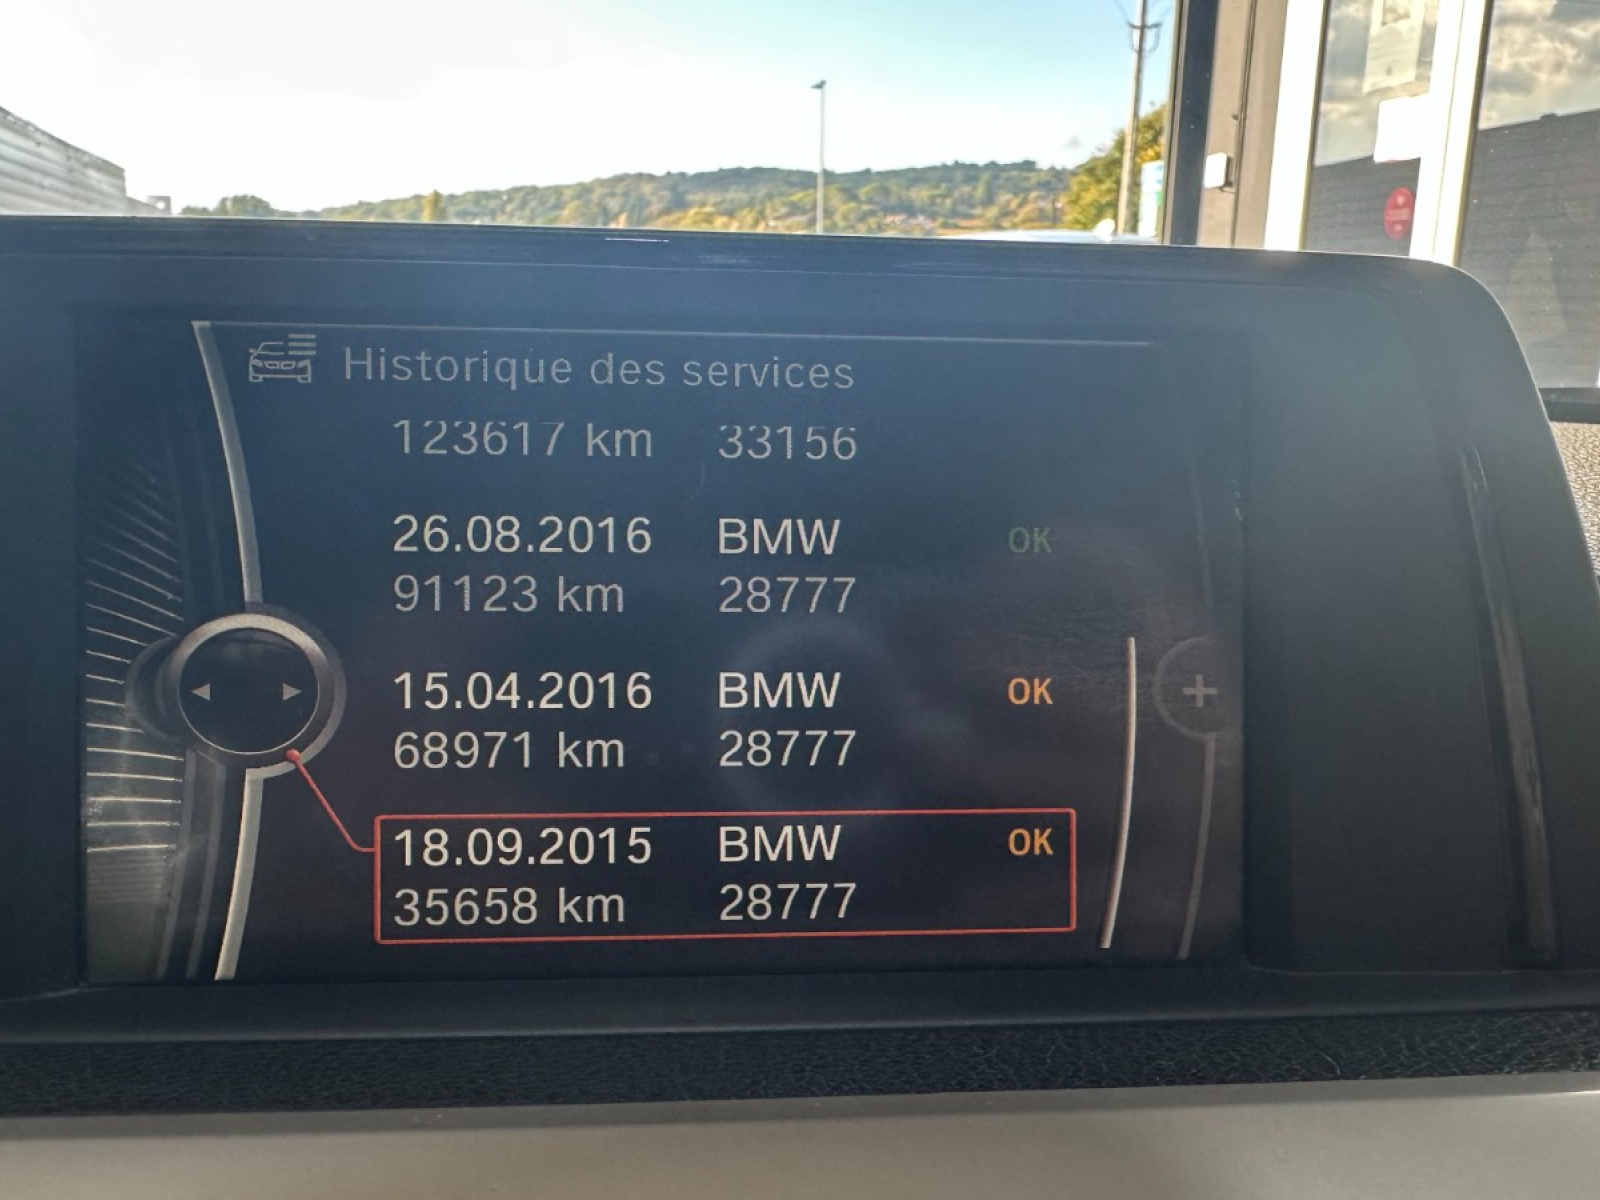 Historique des services
123617 km 33156
26.08.2016 BMW OK
91123 km 28777
15.04.2016 BMW OK
68971 km 28777
18.09.2015 BMW OK
35658 km 28777